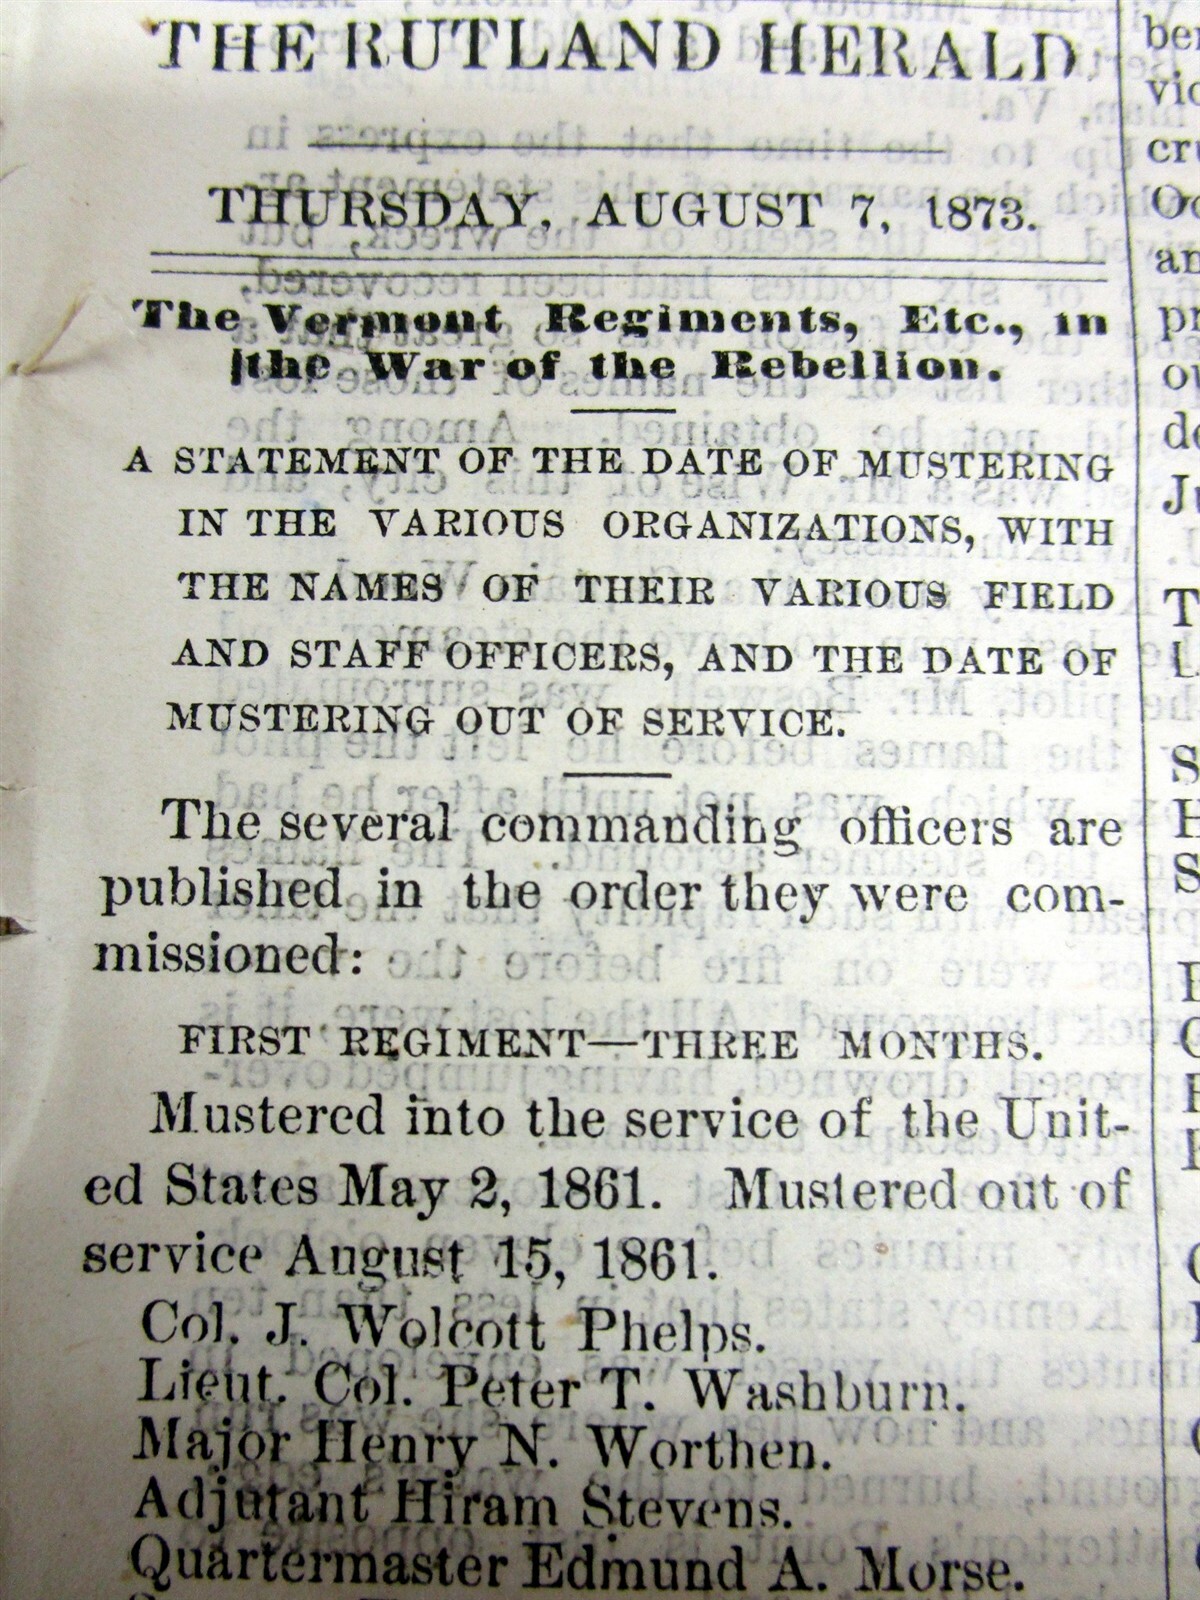 THE RUTLAND HERALD.
THURSDAY, AUGUST 7, 1873.
The Vermont Regiments, Etc., in
the War of the Rebellion.
A STATEMENT OF THE DATE OF MUSTERING
IN THE VARIOUS ORGANIZATIONS, WITH
THE NAMES OF THEIR VARIOUS FIELD
AND STAFF OFFICERS, AND THE DATE OF
MUSTERING OUT OF SERVICE.
The several commanding officers are
published in the order they were com-
missioned:
FIRST REGIMENT—THREE MONTHS.
Mustered into the service of the Unit-
ed States May 2, 1861. Mustered out of
service August 15, 1861.
Col. J. Wolcott Phelps.
Lieut. Col. Peter T. Washburn.
Major Henry N. Worthen.
Adjutant Hiram Stevens.
Quartermaster Edmund A. Morse.